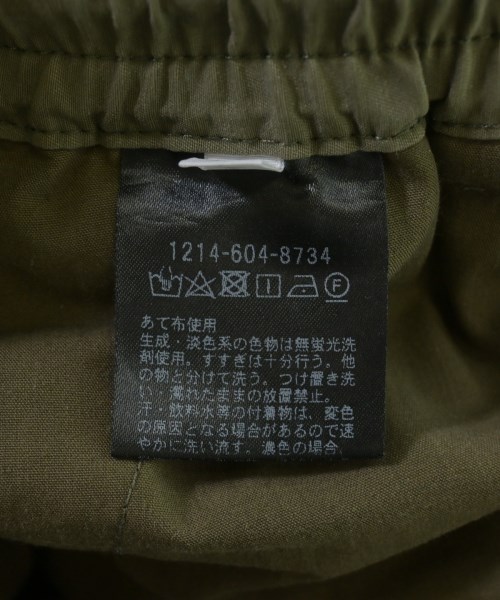 1214-604-8734
F
あて布使用
生成・淡色系の色物は無蛍光洗
剤使用。すすぎは十分行う。他
の物と分けて洗う。つけ置き洗
い・濡れたままの放置禁止。
汗・飲料水等の付着物は、変色
の原因となる場合があるので速
やかに洗い流す。濃色の場合、